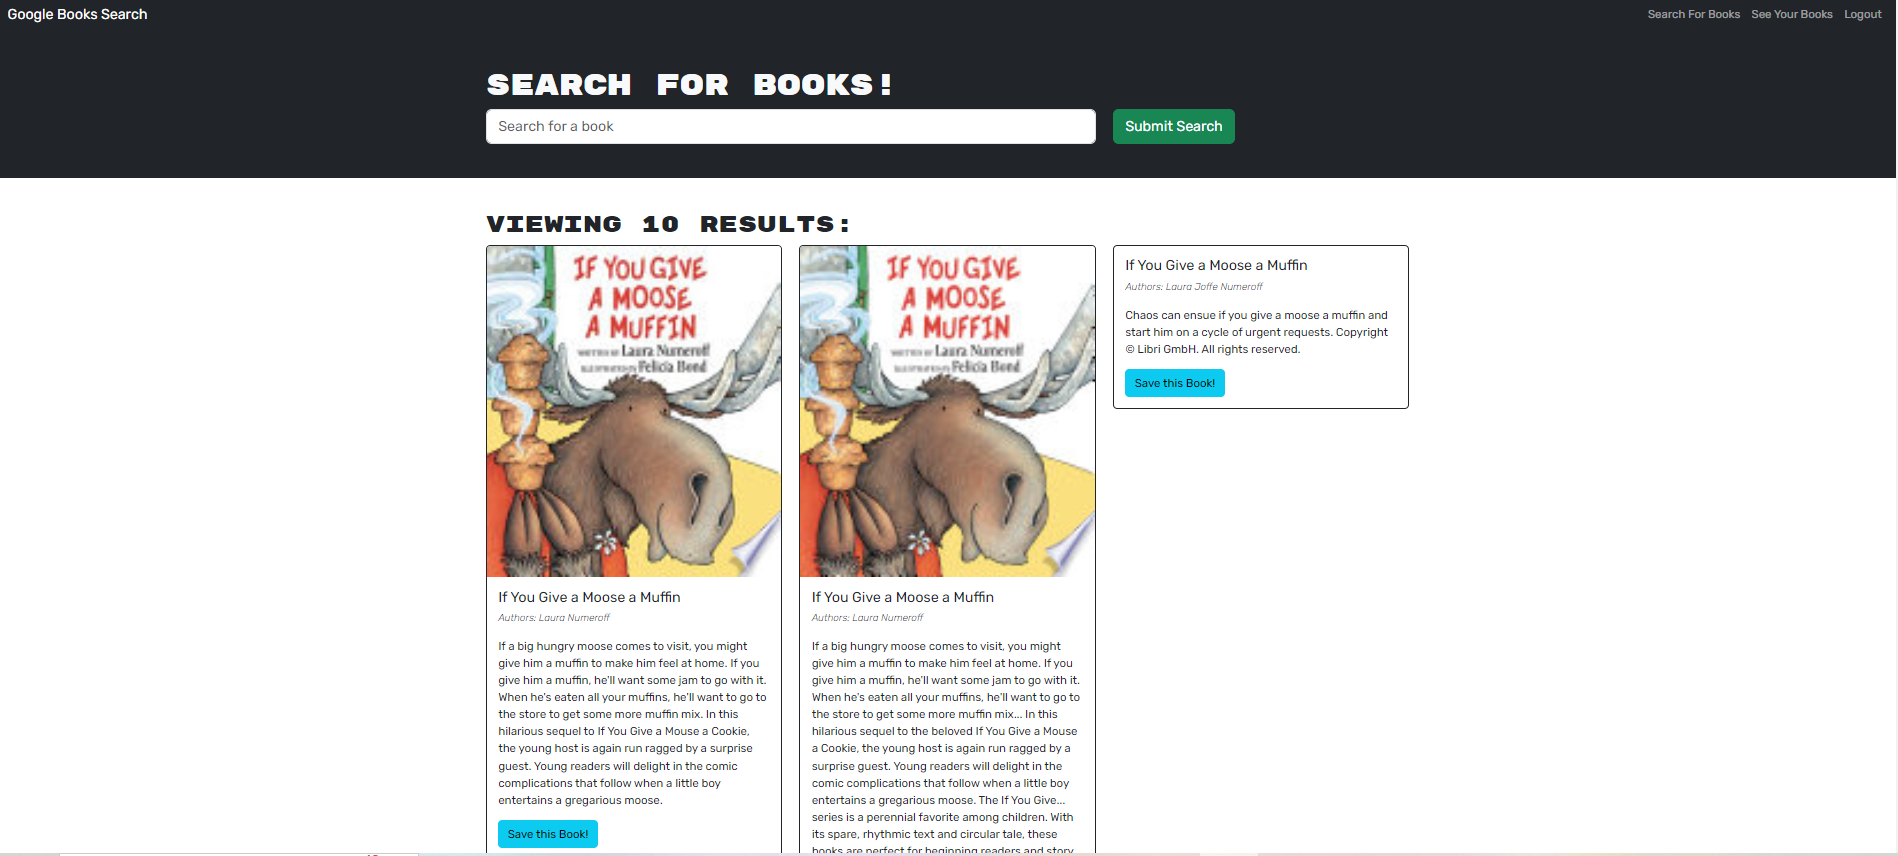 Google Books Search
Search For Books
See Your Books
Logout
SEARCH FOR BOOKS!
Search for a book
Submit Search
VIEWING 10 RESULTS:
IF YOU GIVE
A MOOSE
A MUFFIN
WRITTEN BY Laura Numeroff
ILLUSTRATED BY Felicia Bond
If You Give a Moose a Muffin
Authors: Laura Numeroff
If a big hungry moose comes to visit, you might
give him a muffin to make him feel at home. If you
give him a muffin, he'll want some jam to go with it.
When he's eaten all your muffins, he'll want to go to
the store to get some more muffin mix. In this
hilarious sequel to If You Give a Mouse a Cookie,
the young host is again run ragged by a surprise
guest. Young readers will delight in the comic
complications that follow when a little boy
entertains a gregarious moose.
Save this Book!
IF YOU GIVE
A MOOSE
A MUFFIN
WRITTEN BY Laura Numeroff
ILLUSTRATED BY Felicia Bond
If You Give a Moose a Muffin
Authors: Laura Numeroff
If a big hungry moose comes to visit, you might
give him a muffin to make him feel at home. If you
give him a muffin, he'll want some jam to go with it.
When he's eaten all your muffins, he'll want to go to
the store to get some more muffin mix... In this
hilarious sequel to the beloved If You Give a Mouse
a Cookie, the young host is again run ragged by a
surprise guest. Young readers will delight in the
comic complications that follow when a little boy
entertains a gregarious moose. The If You Give...
series is a perennial favorite among children. With
its spare, rhythmic text and circular tale, these
books are perfect for beginning readers and story
If You Give a Moose a Muffin
Authors: Laura Joffe Numeroff
Chaos can ensue if you give a moose a muffin and
start him on a cycle of urgent requests. Copyright
© Libri GmbH. All rights reserved.
Save this Book!